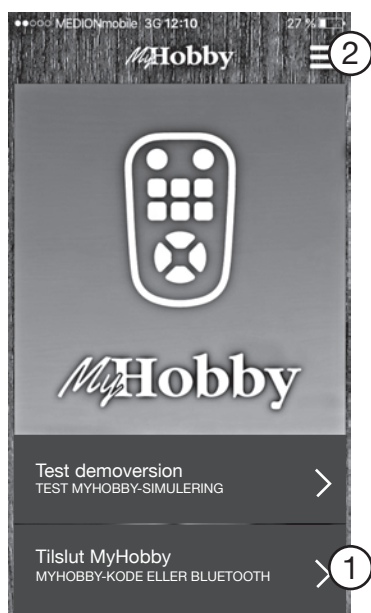 MEDIONmobile 3G 12:10 27 %
MyHobby
2
MyHobby
Test demoversion
TEST MYHOBBY-SIMULERING
Tilslut MyHobby
MYHOBBY-KODE ELLER BLUETOOTH
1